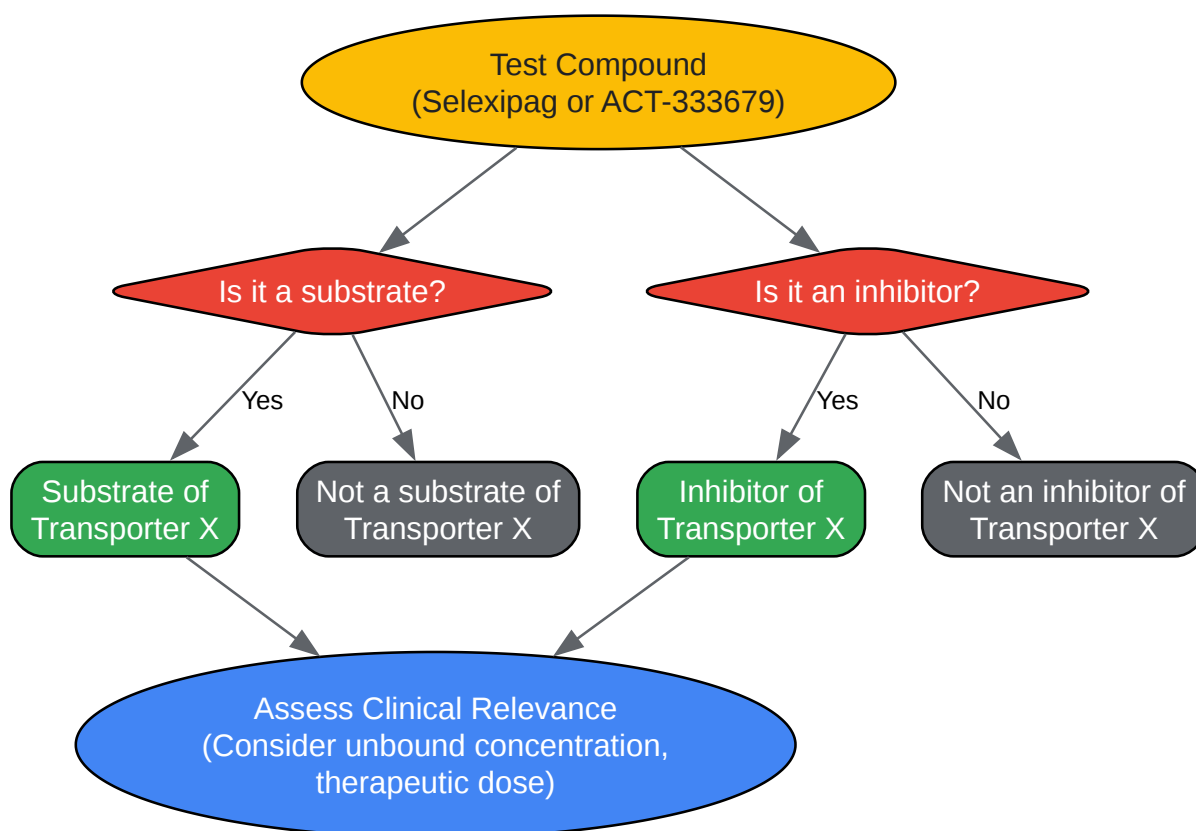 Test Compound
(Selexipag or ACT-333679)
Is it a substrate?
Is it an inhibitor?
Yes
No
Yes
No
Substrate of
Transporter X
Not a substrate of
Transporter X
Inhibitor of
Transporter X
Not an inhibitor of
Transporter X
Assess Clinical Relevance
(Consider unbound concentration,
therapeutic dose)